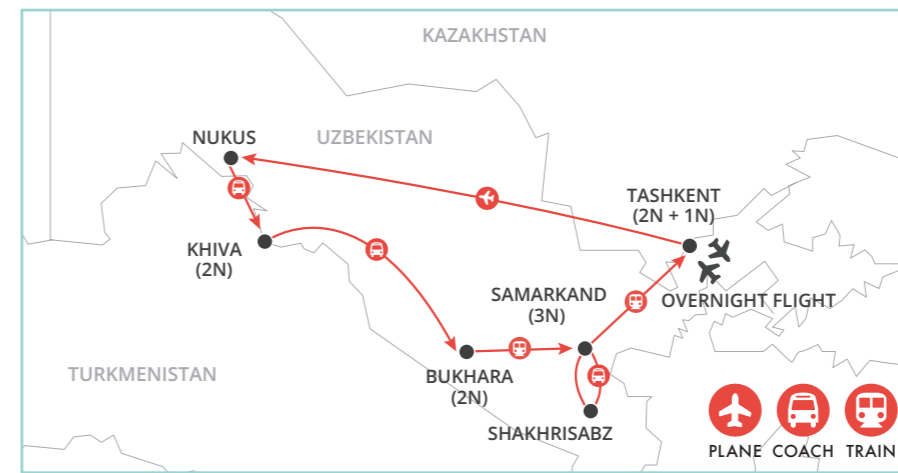 KAZAKHSTAN
NUKUS
UZBEKISTAN
TASHKENT
(2N + 1N)
KHIVA
(2N)
SAMARKAND
(3N)
OVERNIGHT FLIGHT
TURKMENISTAN
BUKHARA
(2N)
SHAKHRISABZ
PLANE COACH TRAIN